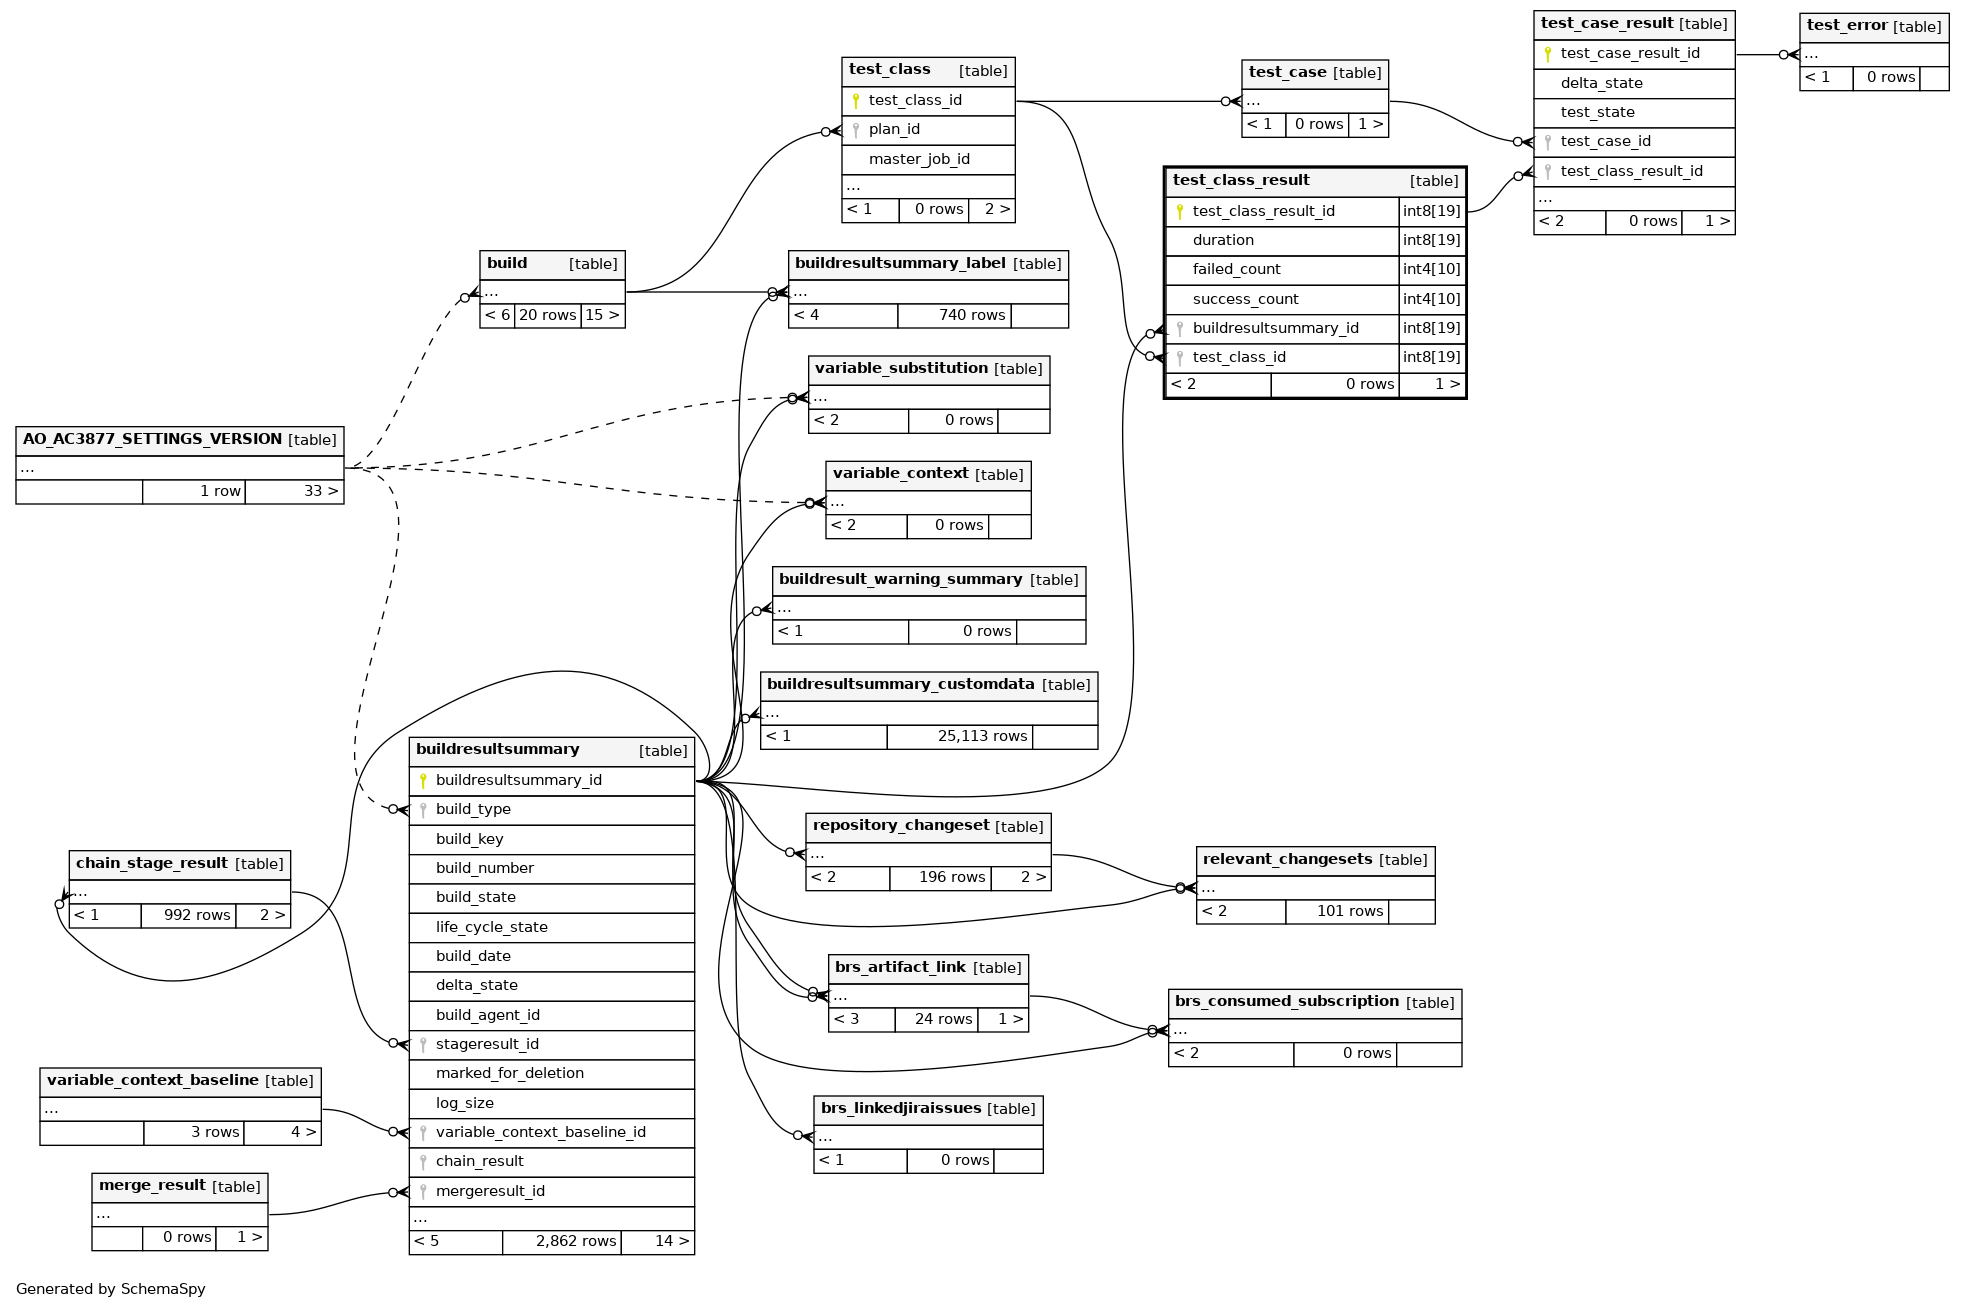 test_case_result [table]
test_case_result_id
delta_state
test_state
test_case_id
test_class_result_id
...
< 2 0 rows 1 >
test_error [table]
...
< 1 0 rows
test_class [table]
test_class_id
plan_id
master_job_id
...
< 1 0 rows 2 >
test_case [table]
...
< 1 0 rows 1 >
test_class_result [table]
test_class_result_id int8[19]
duration int8[19]
failed_count int4[10]
success_count int4[10]
buildresultsummary_id int8[19]
test_class_id int8[19]
< 2 0 rows 1 >
build [table]
...
< 6 20 rows 15 >
buildresultsummary_label [table]
...
< 4 740 rows
variable_substitution [table]
...
< 2 0 rows
AO_AC3877_SETTINGS_VERSION [table]
...
1 row 33 >
variable_context [table]
...
< 2 0 rows
buildresult_warning_summary [table]
...
< 1 0 rows
buildresultsummary_customdata [table]
...
< 1 25,113 rows
buildresultsummary [table]
buildresultsummary_id
build_type
build_key
build_number
build_state
life_cycle_state
build_date
delta_state
build_agent_id
stageresult_id
marked_for_deletion
log_size
variable_context_baseline_id
chain_result
mergeresult_id
...
< 5 2,862 rows 14 >
chain_stage_result [table]
...
< 1 992 rows 2 >
repository_changeset [table]
...
< 2 196 rows 2 >
relevant_changesets [table]
...
< 2 101 rows
brs_artifact_link [table]
...
< 3 24 rows 1 >
brs_consumed_subscription [table]
...
< 2 0 rows
variable_context_baseline [table]
...
3 rows 4 >
brs_linkedjiraissues [table]
...
< 1 0 rows
merge_result [table]
...
0 rows 1 >
Generated by SchemaSpy